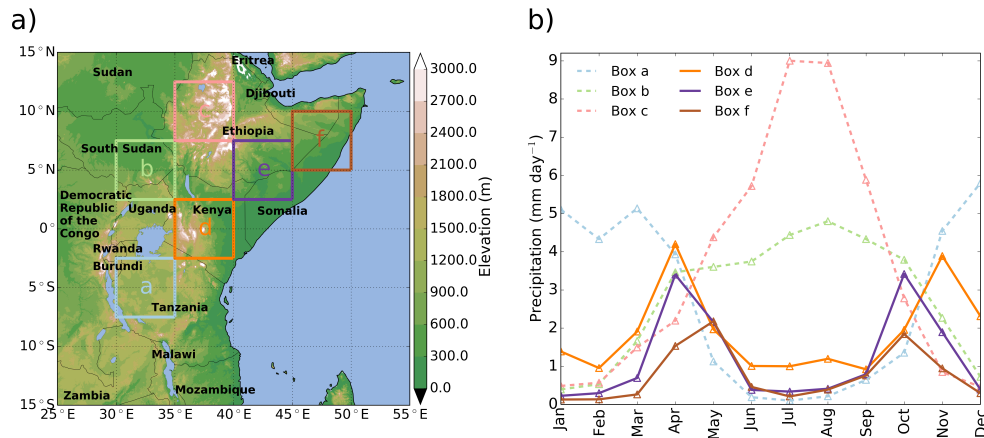 a)
15°N
10°N
5°N
0°
5°S
10°S
15°S
25°E 30°E 35°E 40°E 45°E 50°E 55°E
Sudan
Eritrea
Djibouti
Ethiopia
South Sudan
Democratic
Republic
of the
Congo
Uganda
Kenya
Somalia
Rwanda
Burundi
Tanzania
Malawi
Mozambique
Zambia
c
f
b
e
d
a
3000.0
2700.0
2400.0
2100.0
1800.0
1500.0
1200.0
900.0
600.0
300.0
0.0
Elevation (m)
b)
Precipitation (mm day⁻¹)
9
8
7
6
5
4
3
2
1
0
Box a
Box b
Box c
Box d
Box e
Box f
Jan Feb Mar Apr May Jun Jul Aug Sep Oct Nov Dec